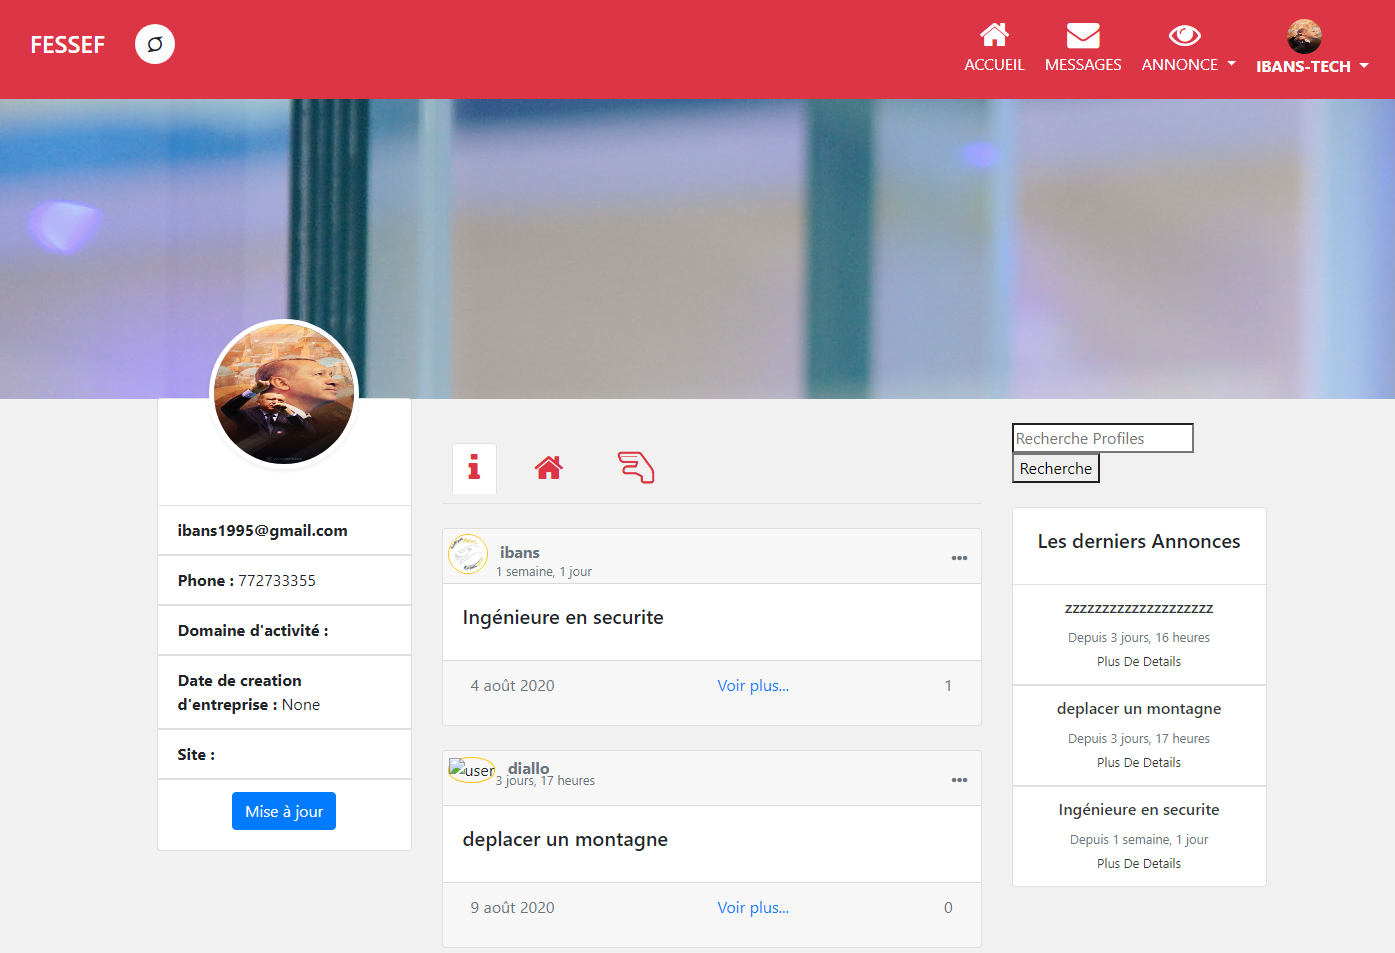 FESSEF
ACCUEIL
MESSAGES
ANNONCE
IBANS-TECH
ibans1995@gmail.com
Phone : 772733355
Domaine d'activité :
Date de creation
d'entreprise : None
Site :
Mise à jour
ibans
1 semaine, 1 jour
Ingénieure en securite
4 août 2020
Voir plus...
1
user
diallo
3 jours, 17 heures
deplacer un montagne
9 août 2020
Voir plus...
0
Recherche Profiles
Recherche
Les derniers Annonces
zzzzzzzzzzzzzzzzzzzz
Depuis 3 jours, 16 heures
Plus De Details
deplacer un montagne
Depuis 3 jours, 17 heures
Plus De Details
Ingénieure en securite
Depuis 1 semaine, 1 jour
Plus De Details